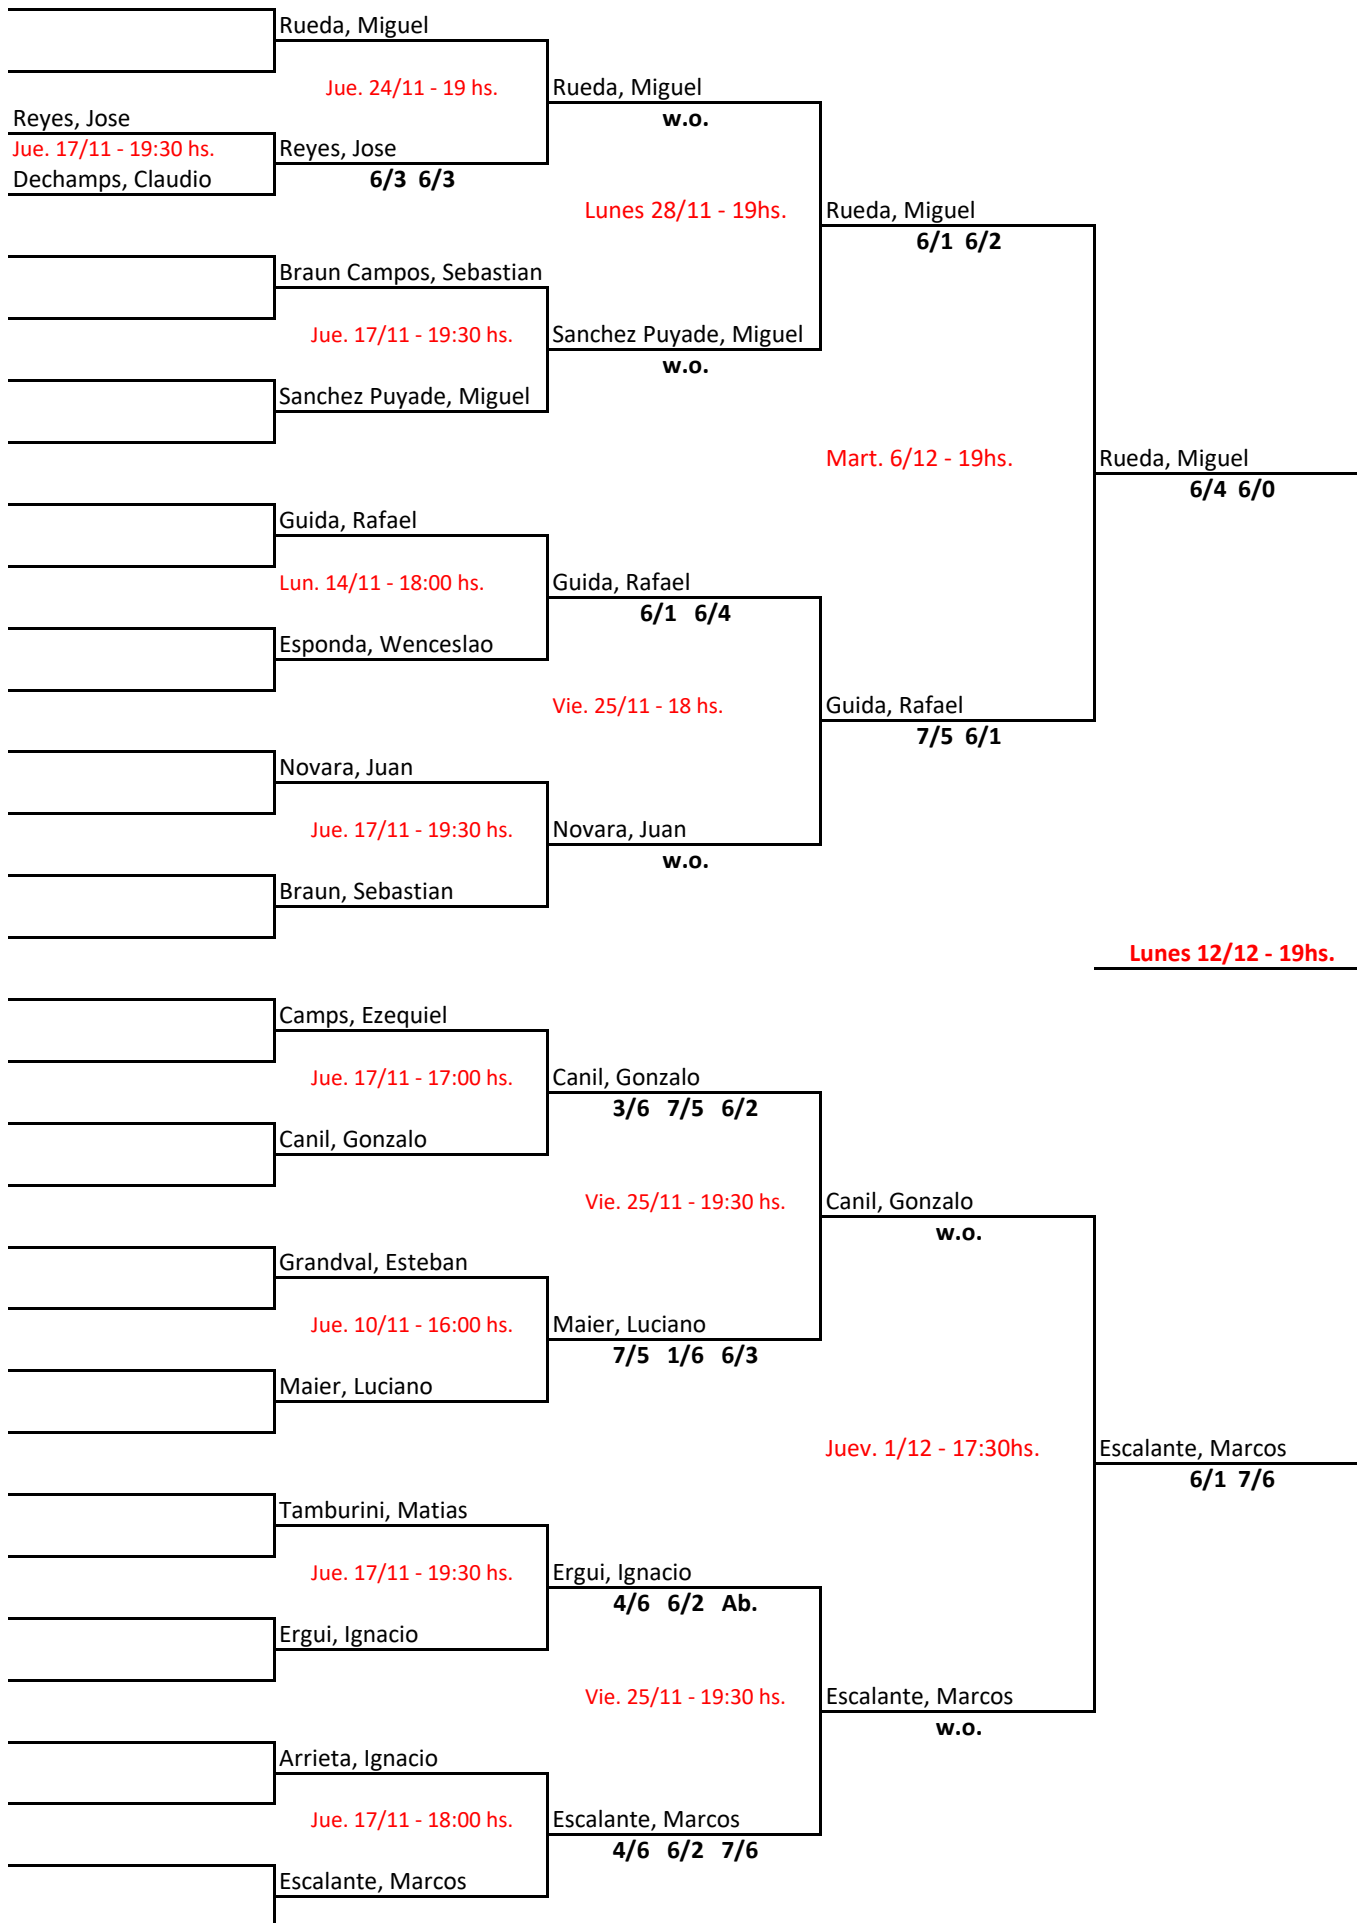 Rueda, Miguel
Jue. 24/11 - 19 hs.
Rueda, Miguel
w.o.
Reyes, Jose
Jue. 17/11 - 19:30 hs.
Reyes, Jose
Dechamps, Claudio
6/3 6/3
Lunes 28/11 - 19hs.
Rueda, Miguel
6/1 6/2
Braun Campos, Sebastian
Jue. 17/11 - 19:30 hs.
Sanchez Puyade, Miguel
w.o.
Sanchez Puyade, Miguel
Mart. 6/12 - 19hs.
Rueda, Miguel
6/4 6/0
Guida, Rafael
Lun. 14/11 - 18:00 hs.
Guida, Rafael
6/1 6/4
Esponda, Wenceslao
Vie. 25/11 - 18 hs.
Guida, Rafael
7/5 6/1
Novara, Juan
Jue. 17/11 - 19:30 hs.
Novara, Juan
w.o.
Braun, Sebastian
Lunes 12/12 - 19hs.
Camps, Ezequiel
Jue. 17/11 - 17:00 hs.
Canil, Gonzalo
3/6 7/5 6/2
Canil, Gonzalo
Vie. 25/11 - 19:30 hs.
Canil, Gonzalo
w.o.
Grandval, Esteban
Jue. 10/11 - 16:00 hs.
Maier, Luciano
7/5 1/6 6/3
Maier, Luciano
Juev. 1/12 - 17:30hs.
Escalante, Marcos
6/1 7/6
Tamburini, Matias
Jue. 17/11 - 19:30 hs.
Ergui, Ignacio
4/6 6/2 Ab.
Ergui, Ignacio
Vie. 25/11 - 19:30 hs.
Escalante, Marcos
w.o.
Arrieta, Ignacio
Jue. 17/11 - 18:00 hs.
Escalante, Marcos
4/6 6/2 7/6
Escalante, Marcos